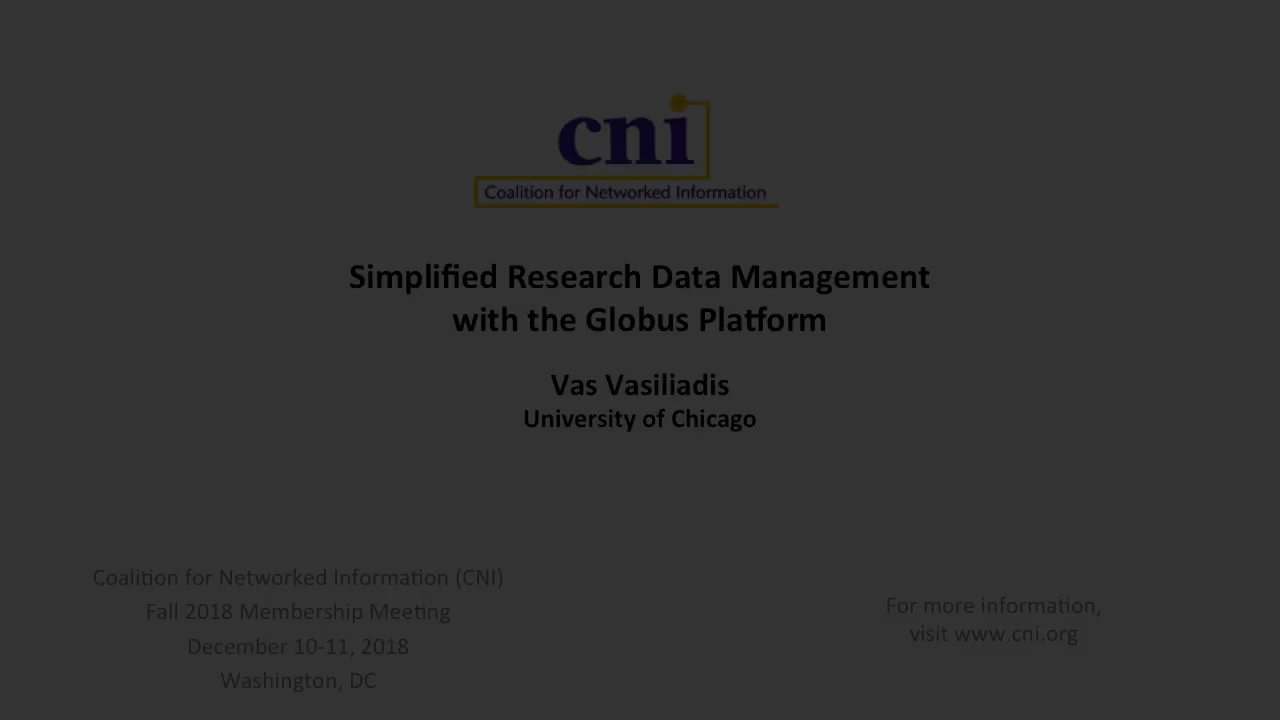 cni
Coalition for Networked Information
Simplified Research Data Management
with the Globus Platform
Vas Vasiliadis
University of Chicago
Coalition for Networked Information (CNI)
Fall 2018 Membership Meeting
December 10-11, 2018
Washington, DC
For more information,
visit www.cni.org